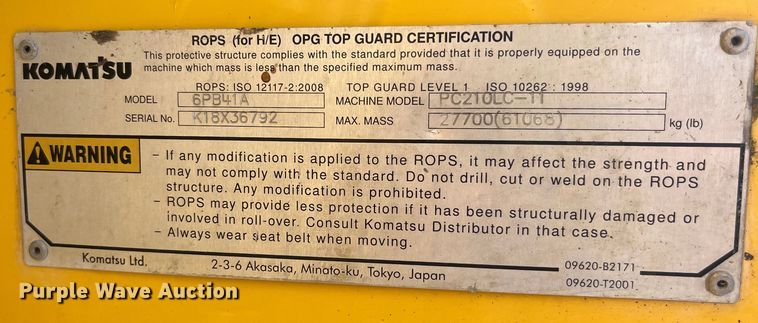 ROPS (for H/E) OPG TOP GUARD CERTIFICATION
This protective structure complies with the standard provided that it is properly equipped on the
KOMATSU machine which mass is less than the specified maximum mass.
ROPS: ISO 12117-2:2008 TOP GUARD LEVEL 1 ISO 10262 : 1998
MODEL 6PB41A MACHINE MODEL PC210LC-11
SERIAL No. K18X36792 MAX. MASS 27700(61068) kg (lb)
WARNING
- If any modification is applied to the ROPS, it may affect the strength and
may not comply with the standard. Do not drill, cut or weld on the ROPS
structure. Any modification is prohibited.
- ROPS may provide less protection if it has been structurally damaged or
involved in roll-over. Consult Komatsu Distributor in that case.
- Always wear seat belt when moving.
Komatsu Ltd. 2-3-6 Akasaka, Minato-ku, Tokyo, Japan 09620-B2171
09620-T2001
Purple Wave Auction